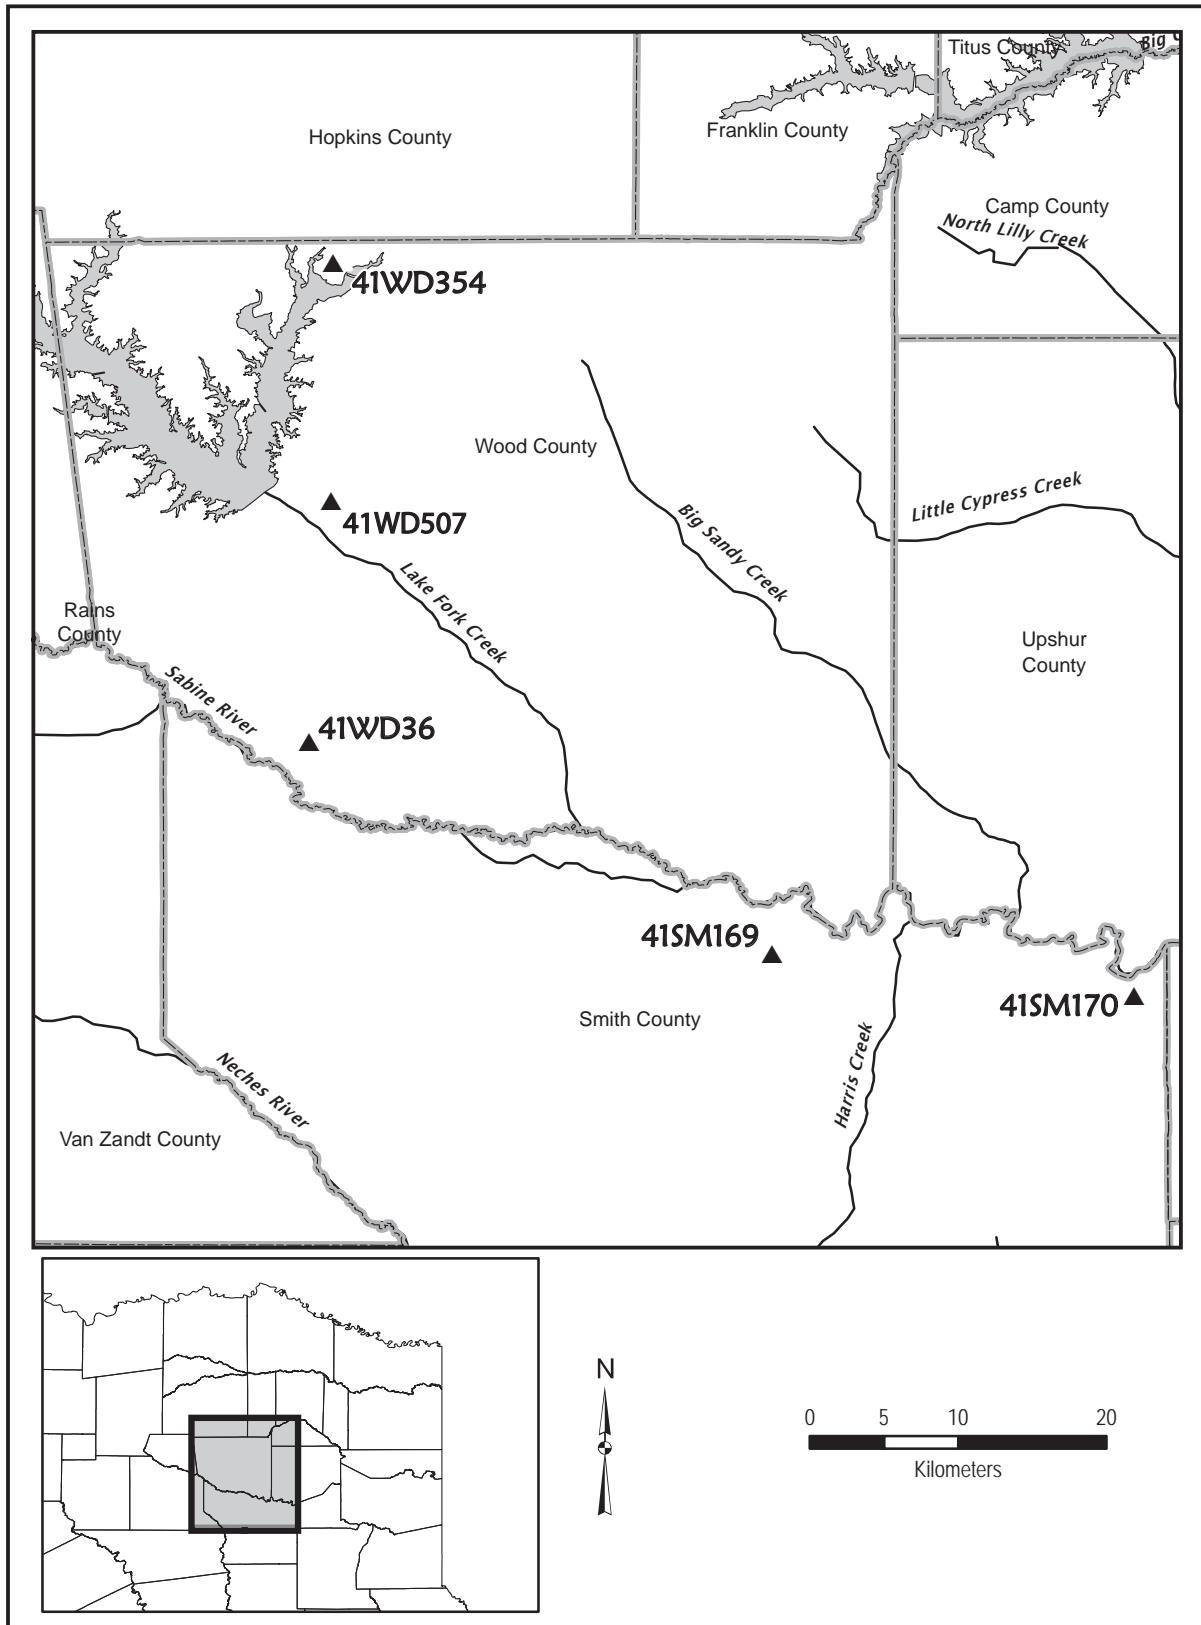 Titus County
Big
Hopkins County
Franklin County
Camp County
North Lilly Creek
41WD354
Wood County
Little Cypress Creek
41WD507
Big Sandy Creek
Lake Fork Creek
Rains
County
Upshur
County
Sabine River
41WD36
41SM169
41SM170
Smith County
Harris Creek
Neches River
Van Zandt County
N
0 5 10 20
Kilometers